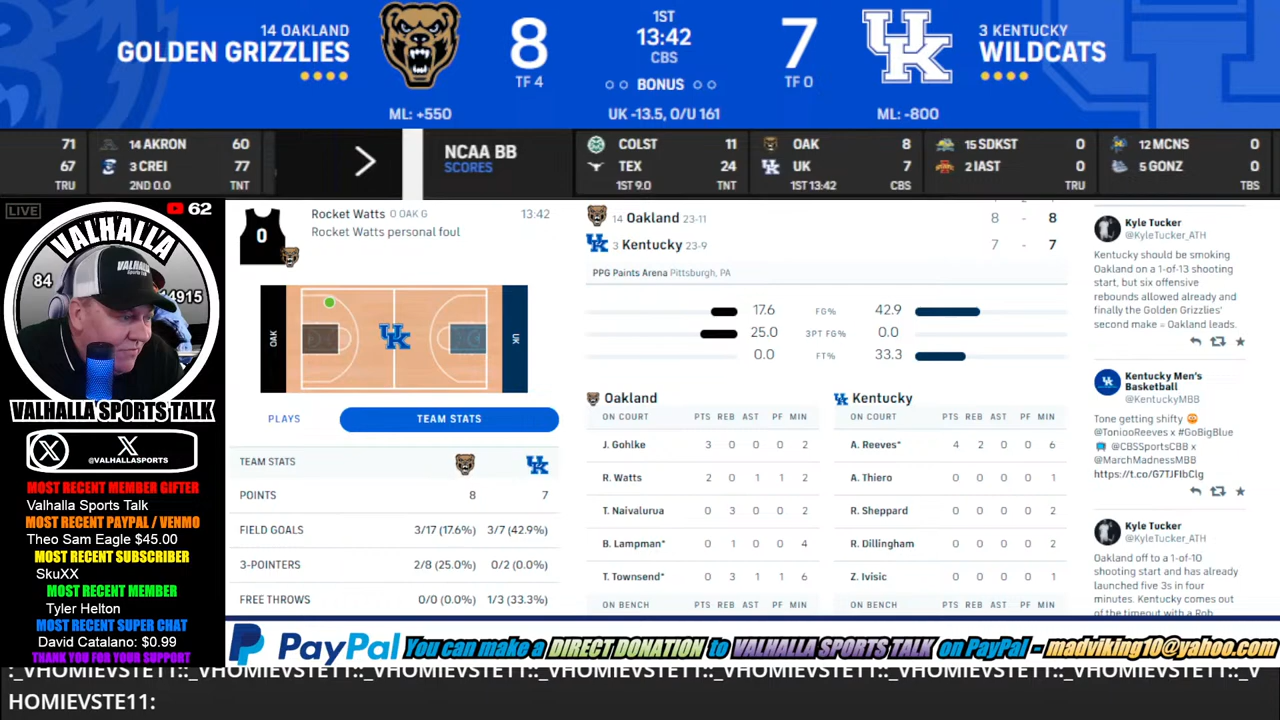 14 OAKLAND
GOLDEN GRIZZLIES
8
TF 4
ML: +550
1ST
13:42
CBS
BONUS
UK -13.5, O/U 161
7
TF 0
3 KENTUCKY
WILDCATS
ML: -800
71
67
TRU
14 AKRON 60
3 CREI 77
2ND 0.0 TNT
NCAA BB
SCORES
COLST 11
TEX 24
1ST 9.0 TNT
OAK 8
UK 7
1ST 13:42 CBS
15 SDKST 0
2 IAST 0
TRU
12 MCNS 0
5 GONZ 0
TBS
LIVE
62
VALHALLA
84
14915
VALHALLA
Sports Talk
VALHALLA SPORTS TALK
X
@VALHALLASPORTS
MOST RECENT MEMBER GIFTER
Valhalla Sports Talk
MOST RECENT PAYPAL / VENMO
Theo Sam Eagle $45.00
MOST RECENT SUBSCRIBER
SkuXX
MOST RECENT MEMBER
Tyler Helton
MOST RECENT SUPER CHAT
David Catalano: $0.99
THANK YOU FOR YOUR SUPPORT
0
Rocket Watts 0 OAK G 13:42
Rocket Watts personal foul
OAK
UK
UK
PLAYS
TEAM STATS
TEAM STATS
POINTS 8 7
FIELD GOALS 3/17 (17.6%) 3/7 (42.9%)
3-POINTERS 2/8 (25.0%) 0/2 (0.0%)
FREE THROWS 0/0 (0.0%) 1/3 (33.3%)
14 Oakland 23-11 8 - 8
3 Kentucky 23-9 7 - 7
PPG Paints Arena Pittsburgh, PA
17.6 FG% 42.9
25.0 3PT FG% 0.0
0.0 FT% 33.3
Oakland
ON COURT PTS REB AST PF MIN
J. Gohlke 3 0 0 0 2
R. Watts 2 0 1 1 2
T. Naivalurua 0 3 0 0 2
B. Lampman* 0 1 0 0 4
T. Townsend* 0 3 1 1 6
ON BENCH PTS REB AST PF MIN
Kentucky
ON COURT PTS REB AST PF MIN
A. Reeves* 4 2 0 0 6
A. Thiero 0 0 0 0 1
R. Sheppard 0 0 0 0 2
R. Dillingham 0 0 0 0 2
Z. Ivisic 0 0 0 0 1
ON BENCH PTS REB AST PF MIN
Kyle Tucker
@KyleTucker_ATH
Kentucky should be smoking
Oakland on a 1-of-13 shooting
start, but six offensive
rebounds allowed already and
finally the Golden Grizzlies'
second make = Oakland leads.
Kentucky Men's
Basketball
@KentuckyMBB
Tone getting shifty
@ToniooReeves x #GoBigBlue
@CBSSportsCBB x
@MarchMadnessMBB
https://t.co/G7TJFIbClg
Kyle Tucker
@KyleTucker_ATH
Oakland off to a 1-of-10
shooting start and has already
launched five 3s in four
minutes. Kentucky comes out
of the timeout with a Rob
PayPal You can make a DIRECT DONATION to VALHALLA SPORTS TALK on PayPal - madviking10@yahoo.com
:_VHOMIEVSTE11::_VHOMIEVSTE11::_VHOMIEVSTE11::_VHOMIEVSTE11::_VHOMIEVSTE11::_VHOMIEVSTE11::_VHOMIEVSTE11::_V
HOMIEVSTE11: